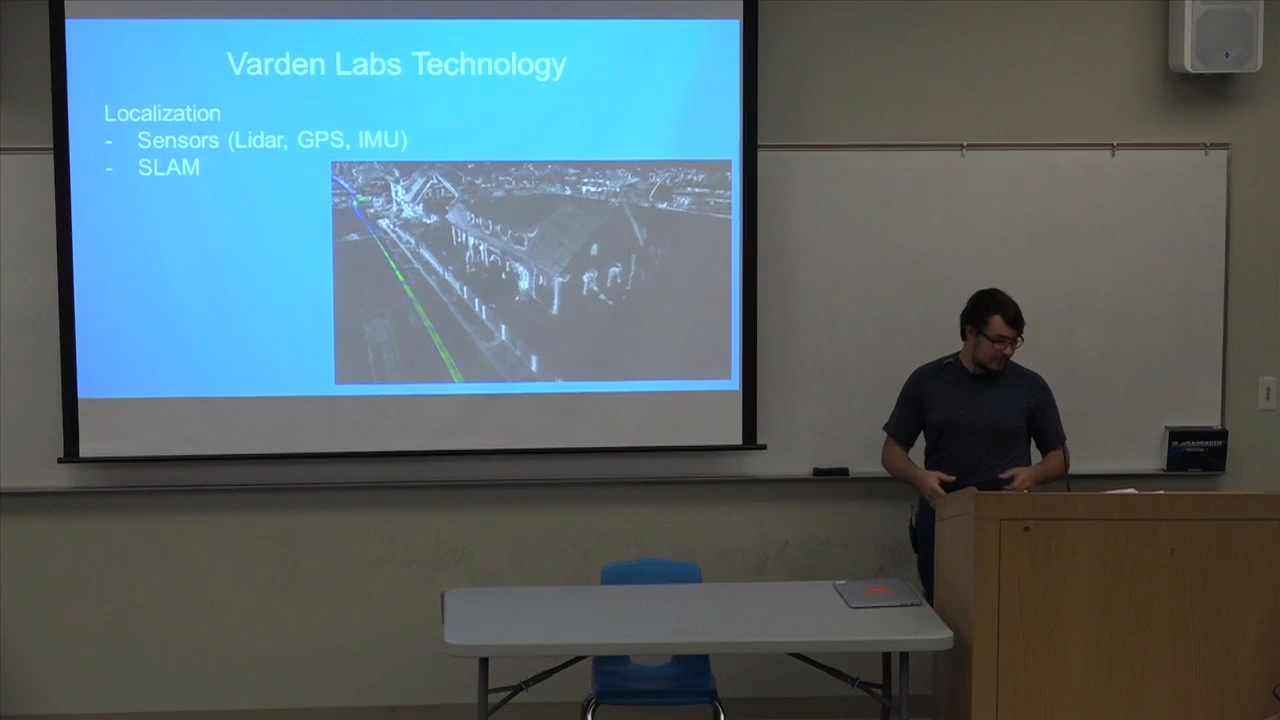 Varden Labs Technology
Localization
- Sensors (Lidar, GPS, IMU)
- SLAM